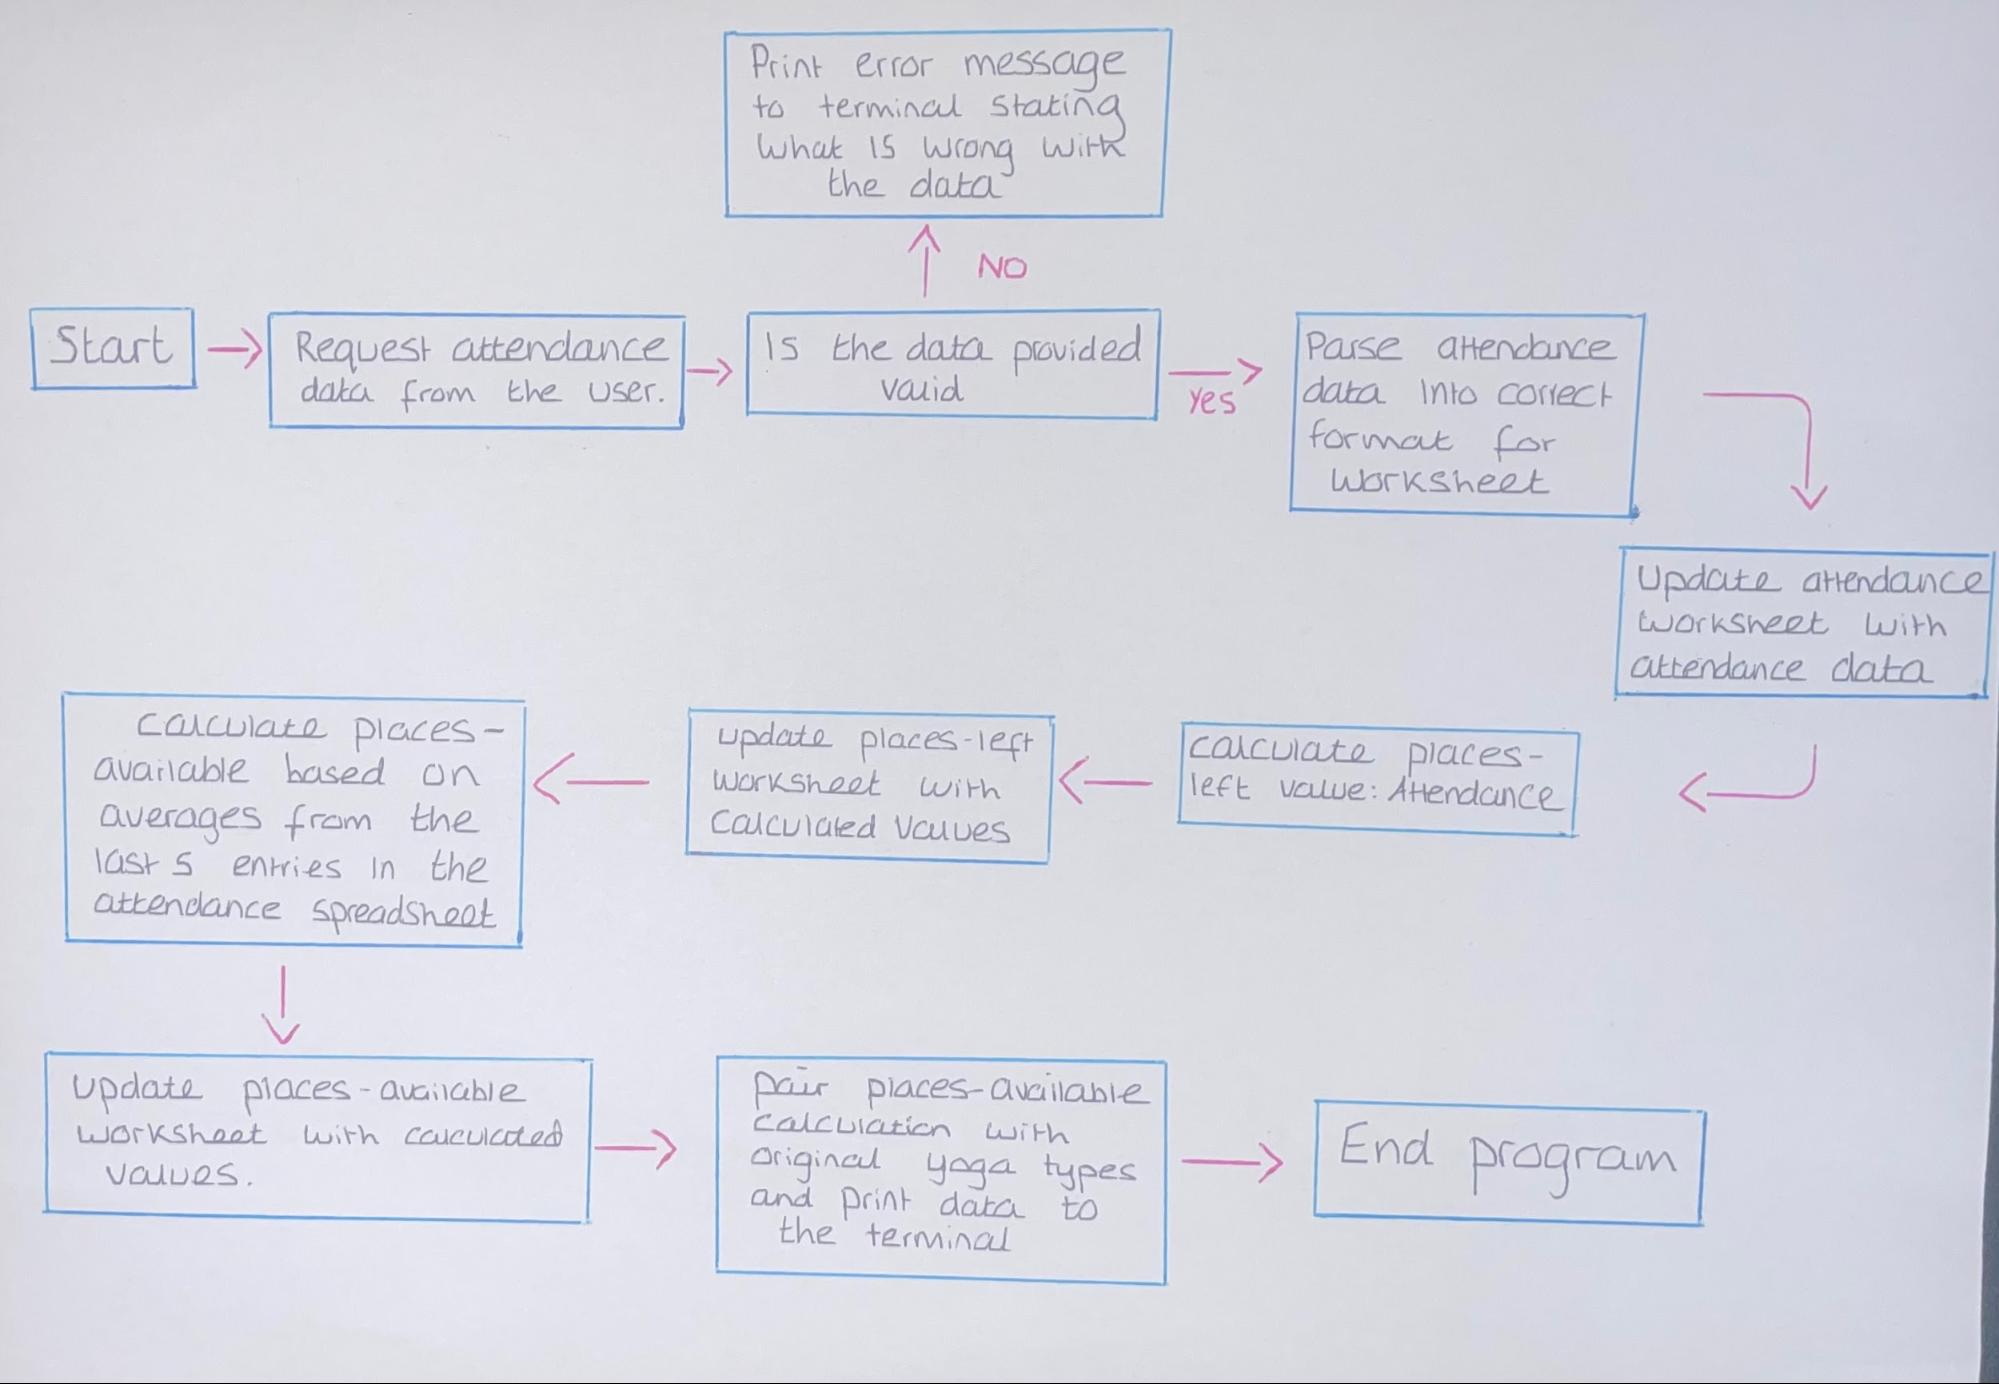 Print error message
to terminal stating
what is wrong with
the data
NO
Start
Request attendance
data from the user.
Is the data provided
valid
Yes
Parse attendance
data into correct
format for
worksheet
Update attendance
worksheet with
attendance data
calculate places-
left value: Attendance
update places-left
worksheet with
calculated values
calculate places-
available based on
averages from the
last 5 entries in the
attendance spreadsheet
update places-available
worksheet with calculated
values.
pair places-available
calculation with
original yoga types
and print data to
the terminal
End program